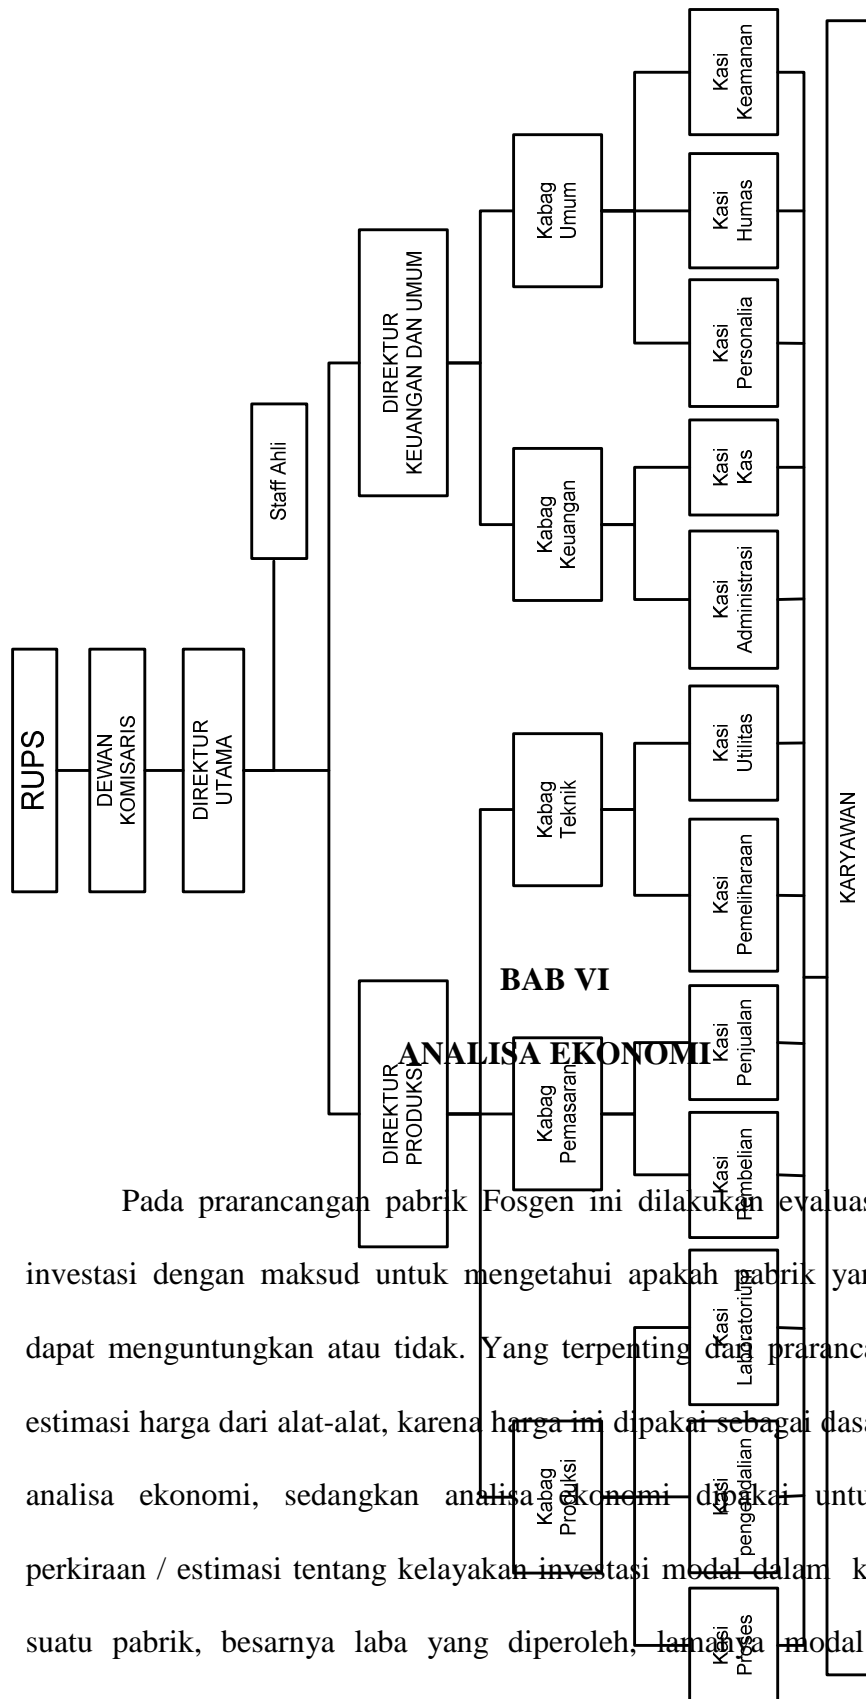 RUPS
DEWAN
KOMISARIS
DIREKTUR
UTAMA
Staff Ahli
DIREKTUR
PRODUKSI
DIREKTUR
KEUANGAN DAN UMUM
Kabag
Produksi
Kabag
Pemasaran
Kabag
Teknik
Kabag
Keuangan
Kabag
Umum
Kasi
Proses
Kasi
pengendalian
Kasi
Laboratorium
Kasi
Pembelian
Kasi
Penjualan
Kasi
Pemeliharaan
Kasi
Utilitas
Kasi
Administrasi
Kasi
Kas
Kasi
Personalia
Kasi
Humas
Kasi
Keamanan
KARYAWAN
BAB VI
ANALISA EKONOMI
Pada prarancangan pabrik Fosgen ini dilakukan evaluas
investasi dengan maksud untuk mengetahui apakah pabrik yan
dapat menguntungkan atau tidak. Yang terpenting dari praranca
estimasi harga dari alat-alat, karena harga ini dipakai sebagai dasa
analisa ekonomi, sedangkan analisa ekonomi dipakai untu
perkiraan / estimasi tentang kelayakan investasi modal dalam k
suatu pabrik, besarnya laba yang diperoleh, lamanya modal